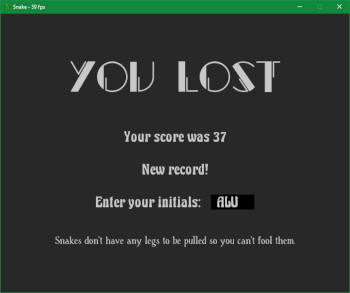 Snake - 59 fps
YOU LOST
Your score was 37
New record!
Enter your initials: ALU
Snakes don't have any legs to be pulled so you can't fool them.